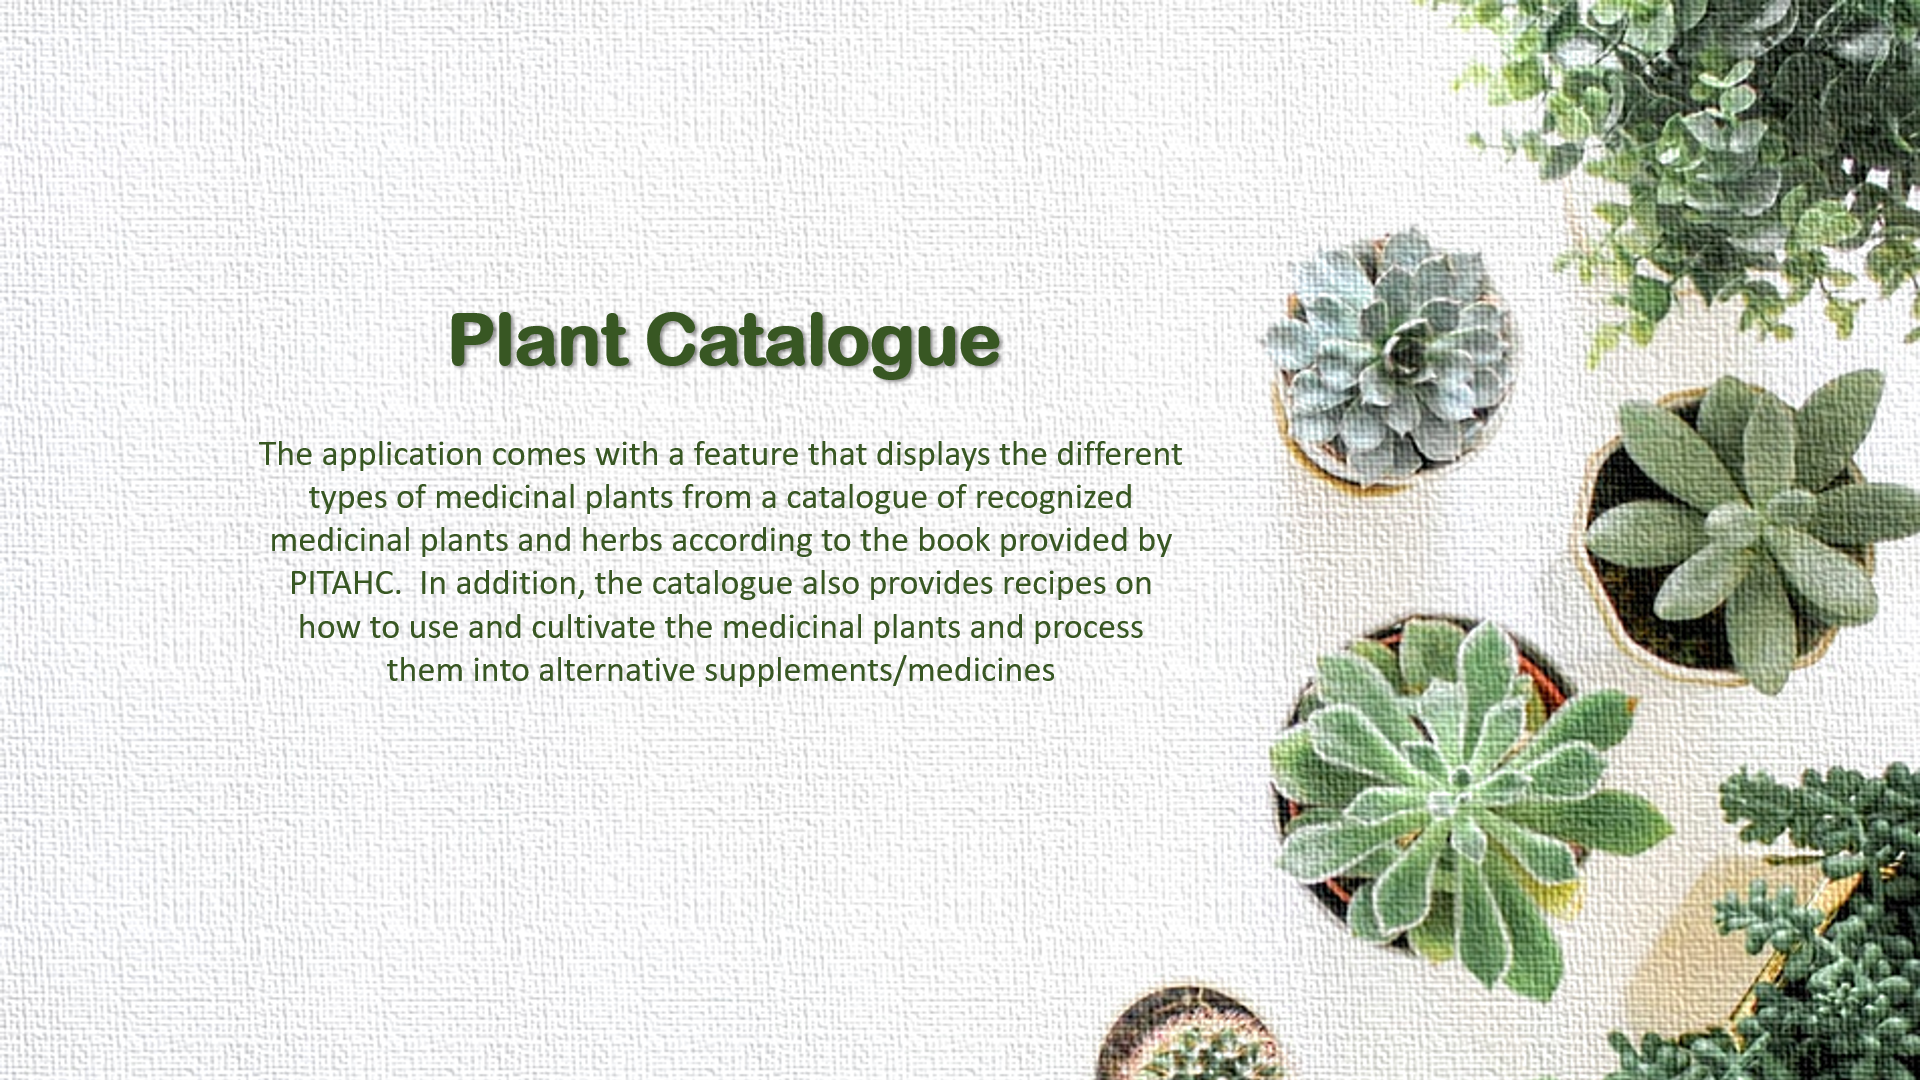 Plant Catalogue
The application comes with a feature that displays the different
types of medicinal plants from a catalogue of recognized
medicinal plants and herbs according to the book provided by
PITAHC.  In addition, the catalogue also provides recipes on
how to use and cultivate the medicinal plants and process
them into alternative supplements/medicines